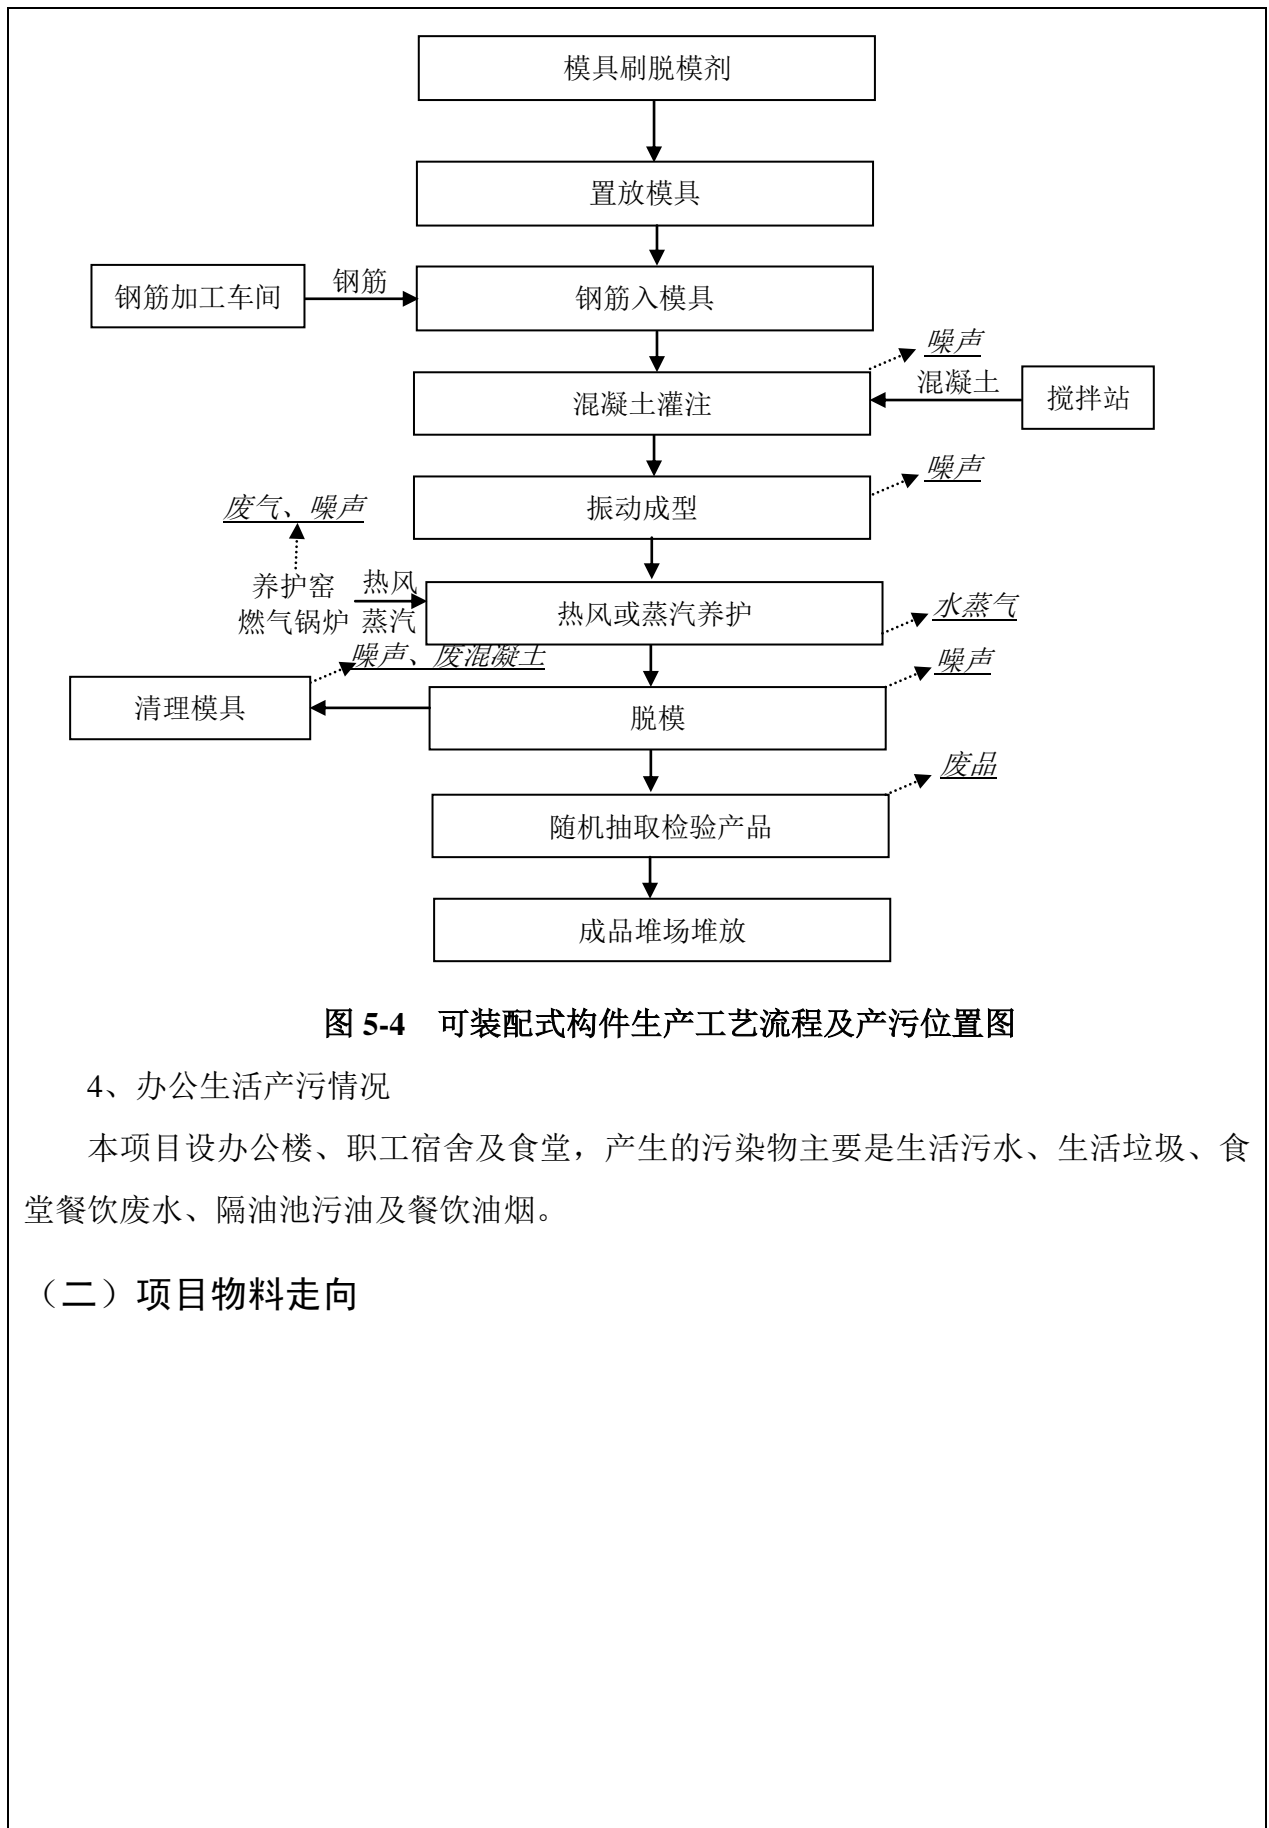 模具刷脱模剂
置放模具
钢筋加工车间
钢筋
钢筋入模具
噪声
混凝土灌注
混凝土
搅拌站
噪声
振动成型
废气、噪声
养护窑
燃气锅炉
热风
蒸汽
热风或蒸汽养护
水蒸气
噪声、废混凝土
噪声
清理模具
脱模
废品
随机抽取检验产品
成品堆场堆放
图 5-4 可装配式构件生产工艺流程及产污位置图
4、办公生活产污情况
本项目设办公楼、职工宿舍及食堂，产生的污染物主要是生活污水、生活垃圾、食
堂餐饮废水、隔油池污油及餐饮油烟。
（二）项目物料走向